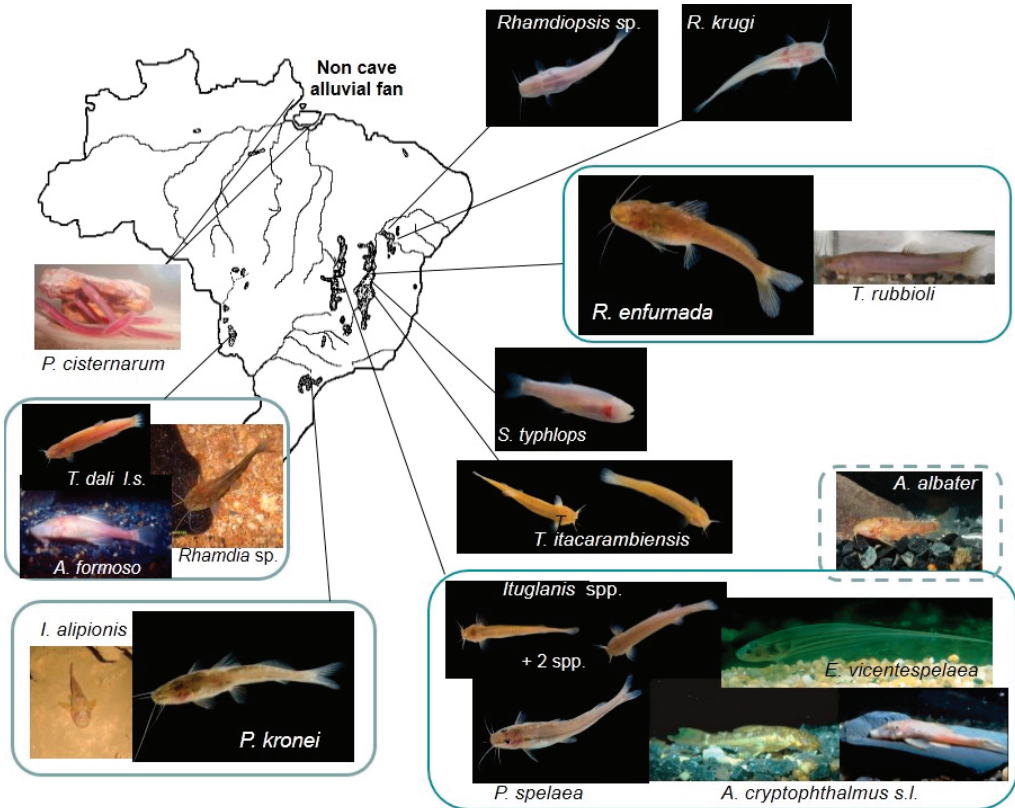 Rhamdiopsis sp.
R. krugi
Non cave
alluvial fan
R. enfurnada
T. rubbioli
P. cisternarum
S. typhlops
T. dali l.s.
A. formoso
Rhamdia sp.
T. itacarambiensis
A. albater
Ituglanis spp.
+ 2 spp.
E. vicentespelaea
P. spelaea
A. cryptophthalmus s.l.
I. alipionis
P. kronei